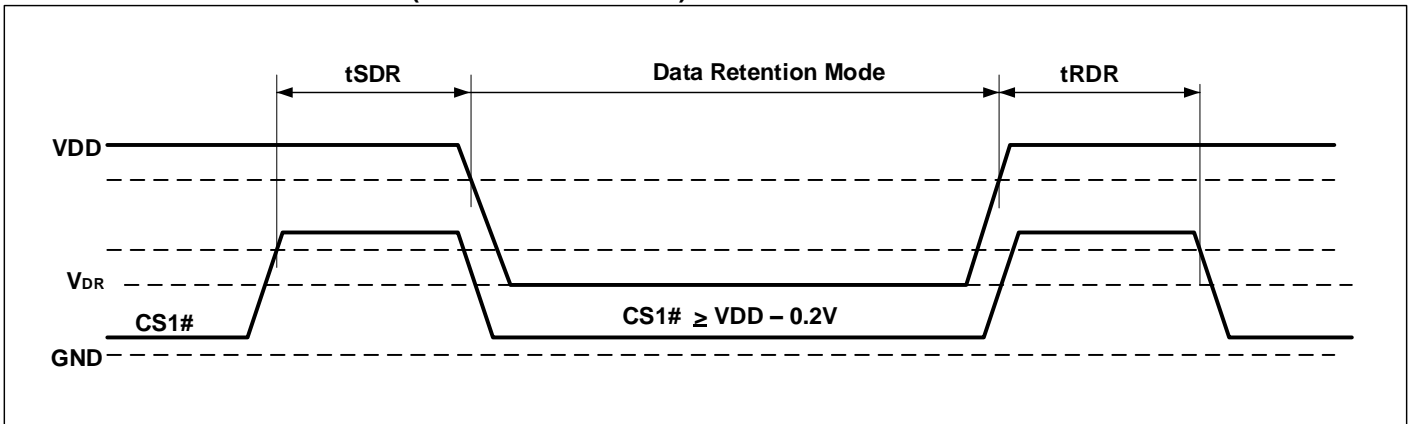 tSDR
Data Retention Mode
tRDR
VDD
VDR
CS1#
CS1# ≥ VDD – 0.2V
GND